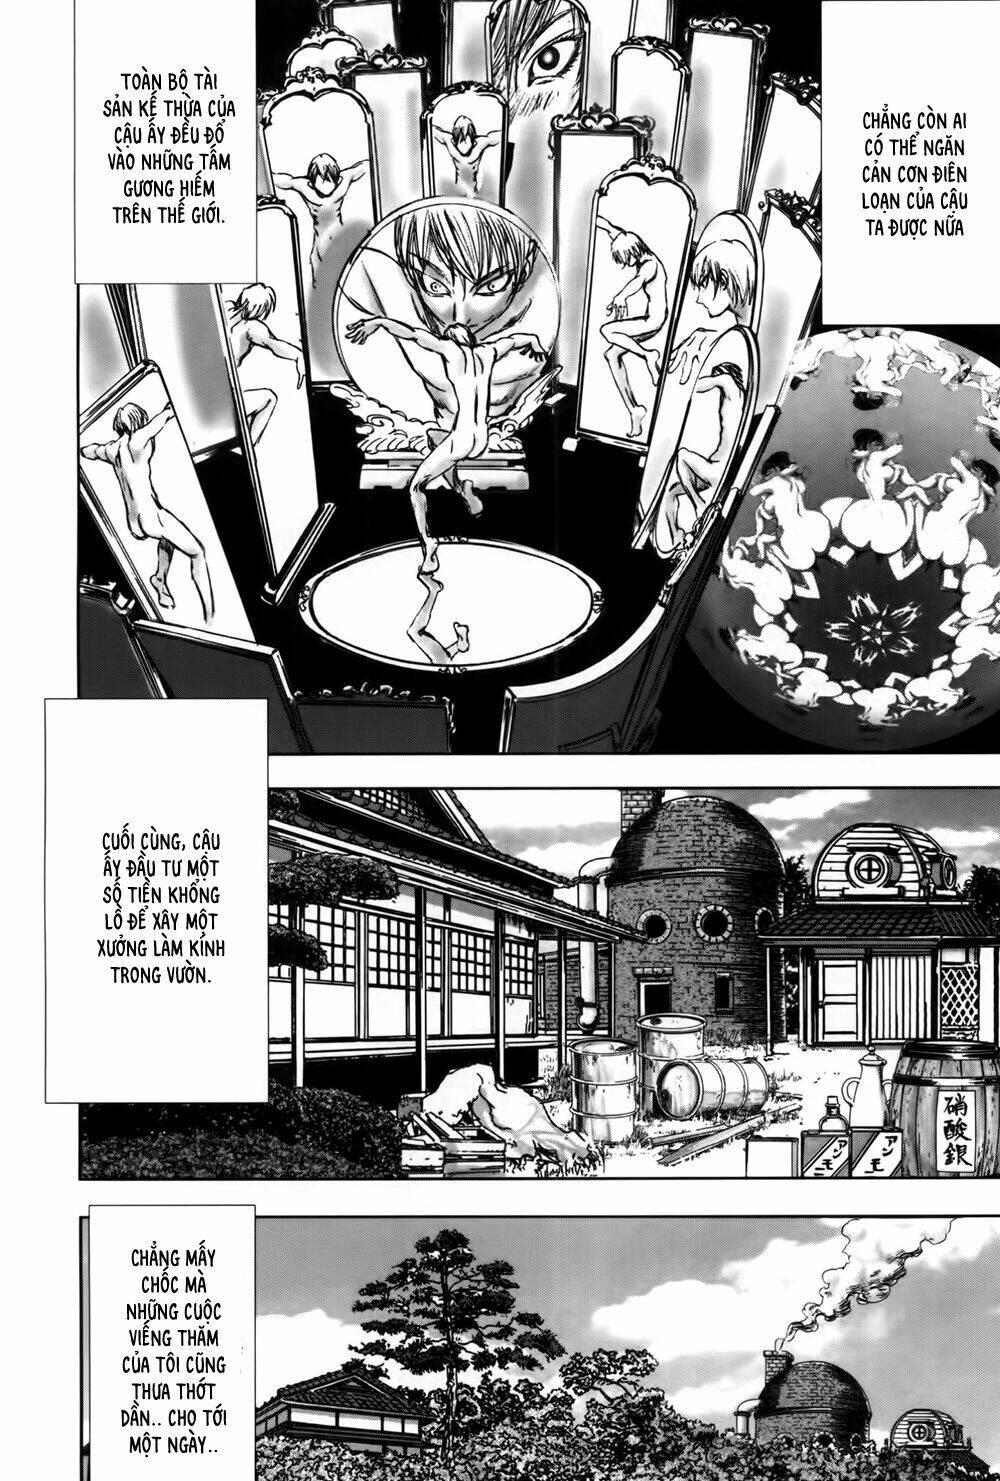 CHẲNG CÒN AI
CÓ THỂ NGĂN
CẢN CƠN ĐIÊN
LOẠN CỦA CẬU
TA ĐƯỢC NỮA
TOÀN BỘ TÀI
SẢN KẾ THỪA CỦA
CẬU ẤY ĐỀU ĐỔ
VÀO NHỮNG TẤM
GƯƠNG HIẾM
TRÊN THẾ GIỚI.
CUỐI CÙNG, CẬU
ẤY ĐẦU TƯ MỘT
SỐ TIỀN KHỔNG
LỒ ĐỂ XÂY MỘT
XƯỞNG LÀM KÍNH
TRONG VƯỜN.
硝酸銀
アンモ
アンモ
CHẲNG MẤY
CHỐC MÀ
NHỮNG CUỘC
VIẾNG THĂM
CỦA TÔI CŨNG
THƯA THỚT
DẦN.. CHO TỚI
MỘT NGÀY..